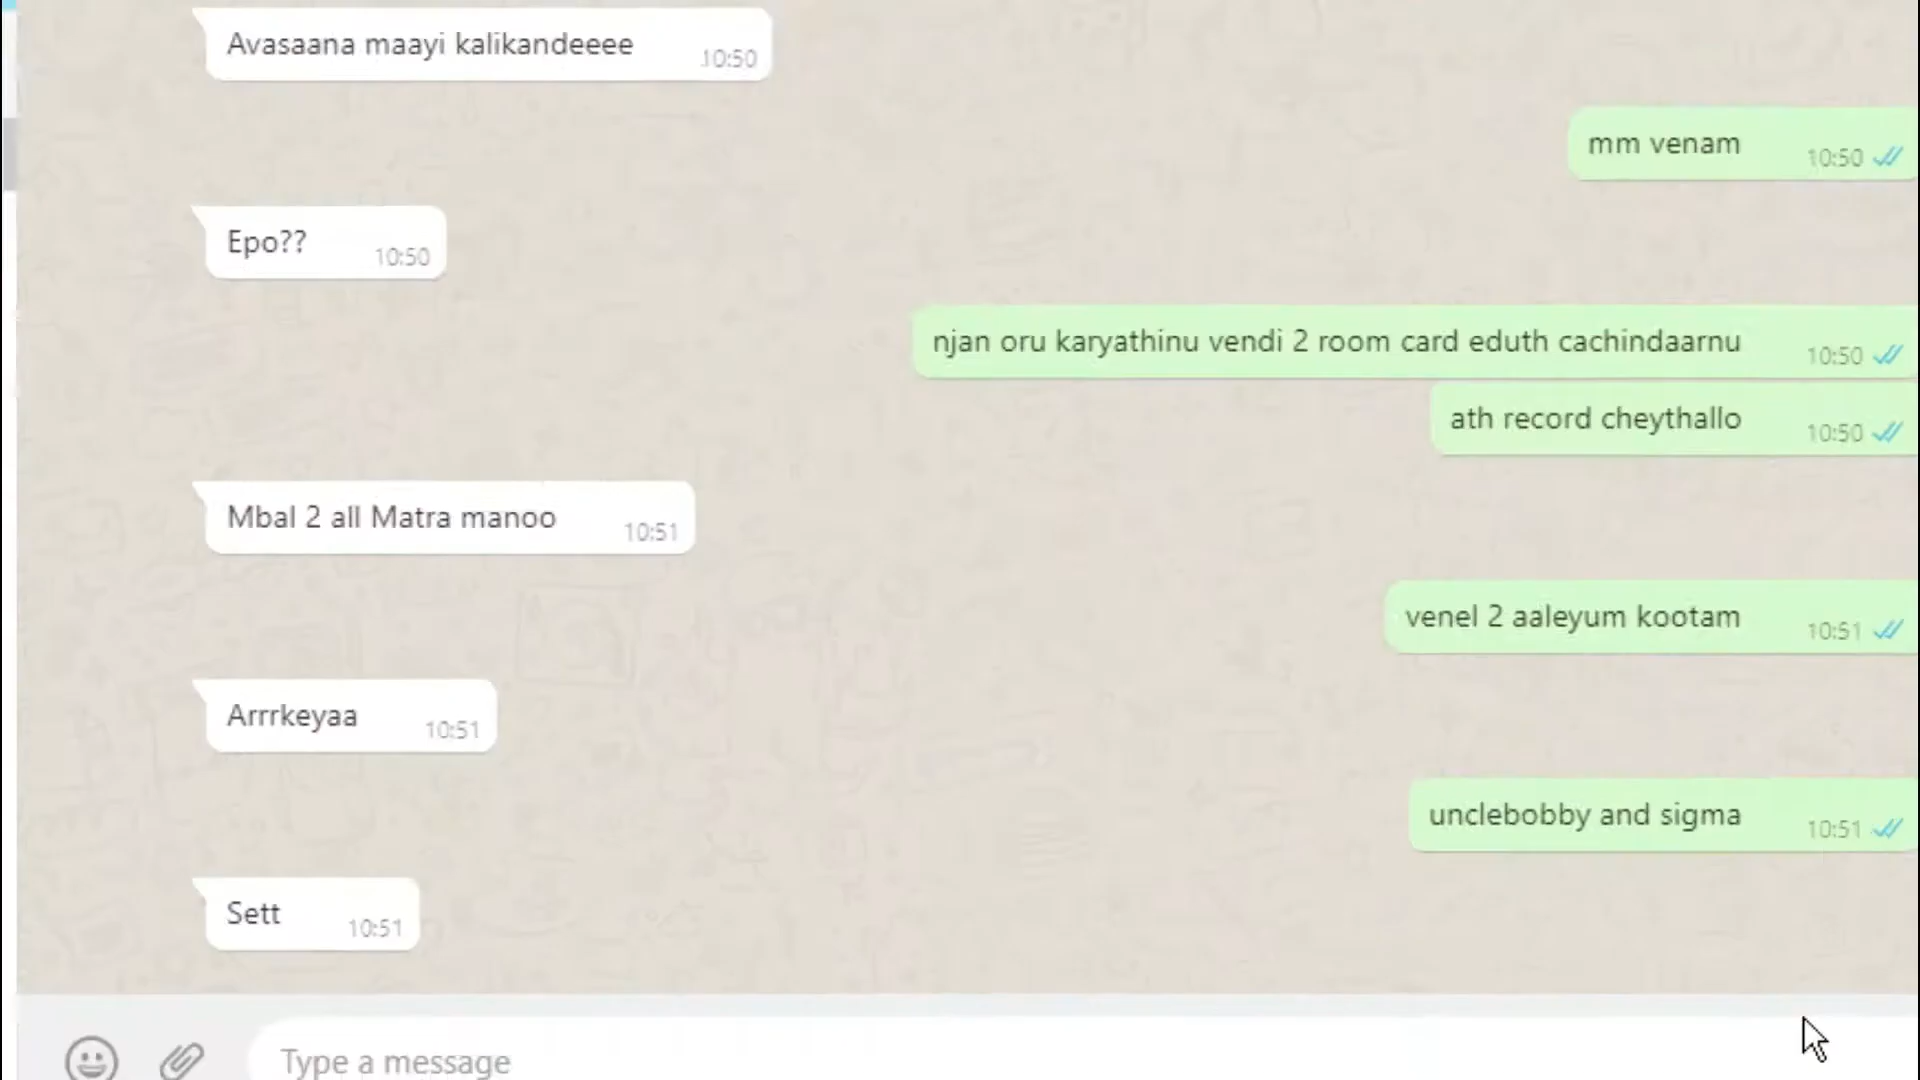 Avasaana maayi kalikandeeee 10:50
mm venam 10:50
Epo?? 10:50
njan oru karyathinu vendi 2 room card eduth cachindaarnu 10:50
ath record cheythallo 10:50
Mbal 2 all Matra manoo 10:51
venel 2 aaleyum kootam 10:51
Arrrkeyaa 10:51
unclebobby and sigma 10:51
Sett 10:51
Type a message